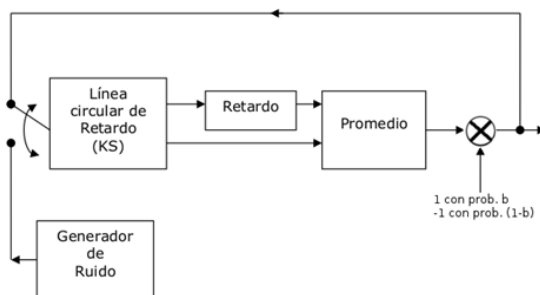 Línea
circular de
Retardo
(KS)
Retardo
Promedio
1 con prob. b
-1 con prob. (1-b)
Generador
de
Ruido